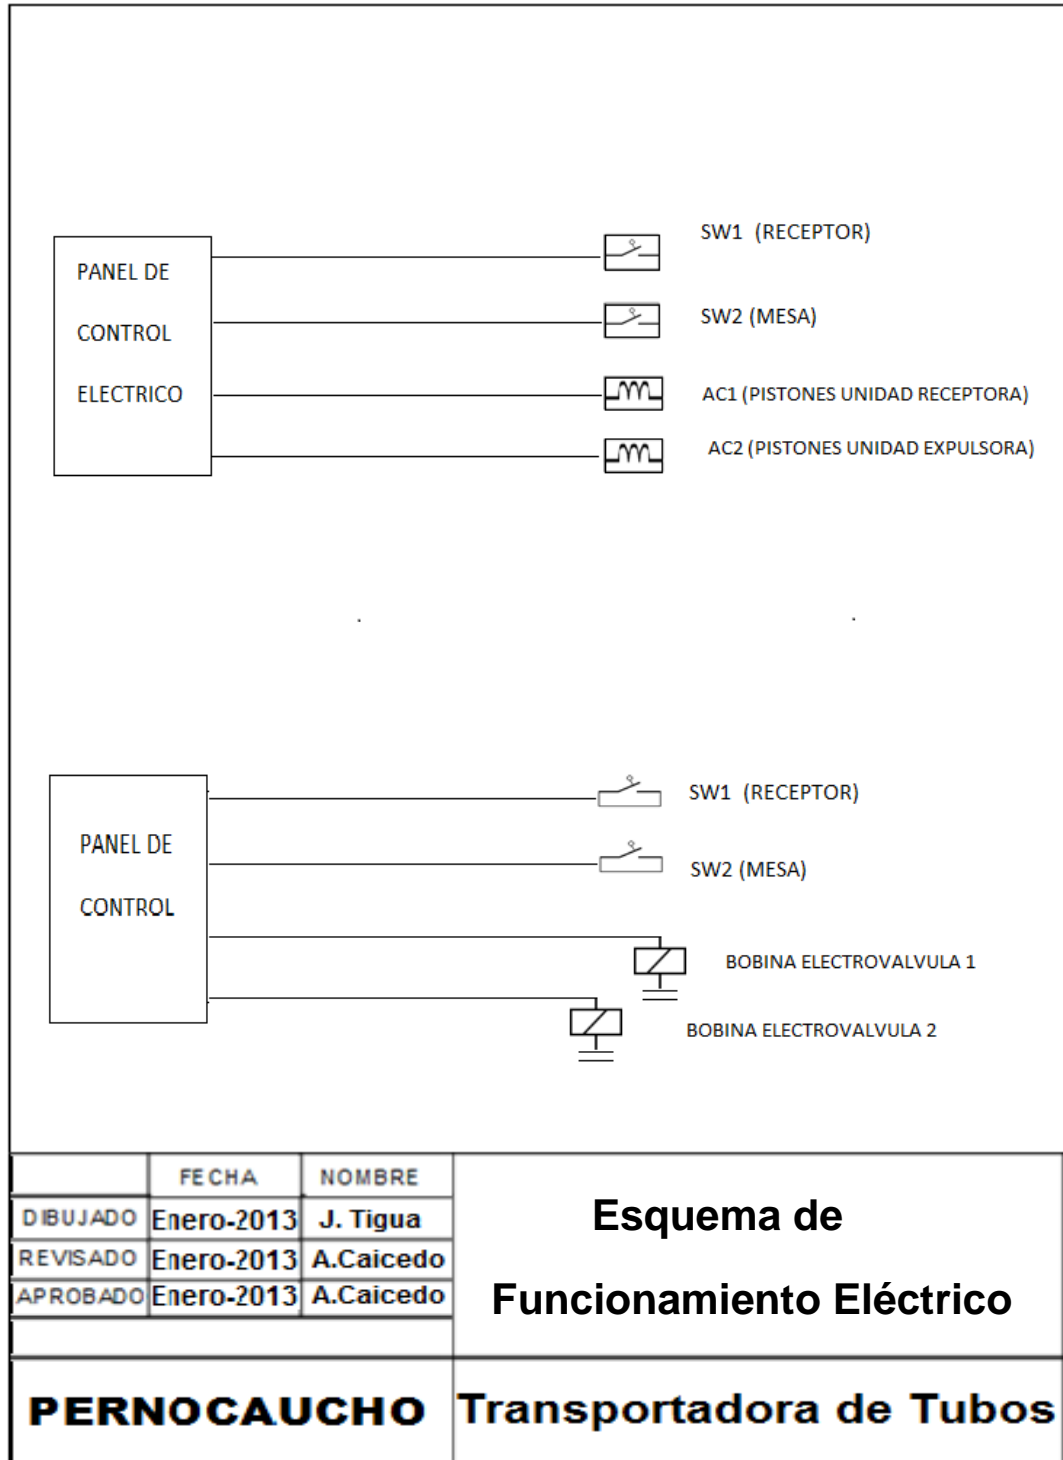 PANEL DE
CONTROL
ELECTRICO
SW1 (RECEPTOR)
SW2 (MESA)
AC1 (PISTONES UNIDAD RECEPTORA)
AC2 (PISTONES UNIDAD EXPULSORA)
PANEL DE
CONTROL
SW1 (RECEPTOR)
SW2 (MESA)
BOBINA ELECTROVALVULA 1
BOBINA ELECTROVALVULA 2
FECHA NOMBRE
DIBUJADO Enero-2013 J. Tigua
REVISADO Enero-2013 A.Caicedo
APROBADO Enero-2013 A.Caicedo
Esquema de
Funcionamiento Eléctrico
PERNOCAUCHO
Transportadora de Tubos